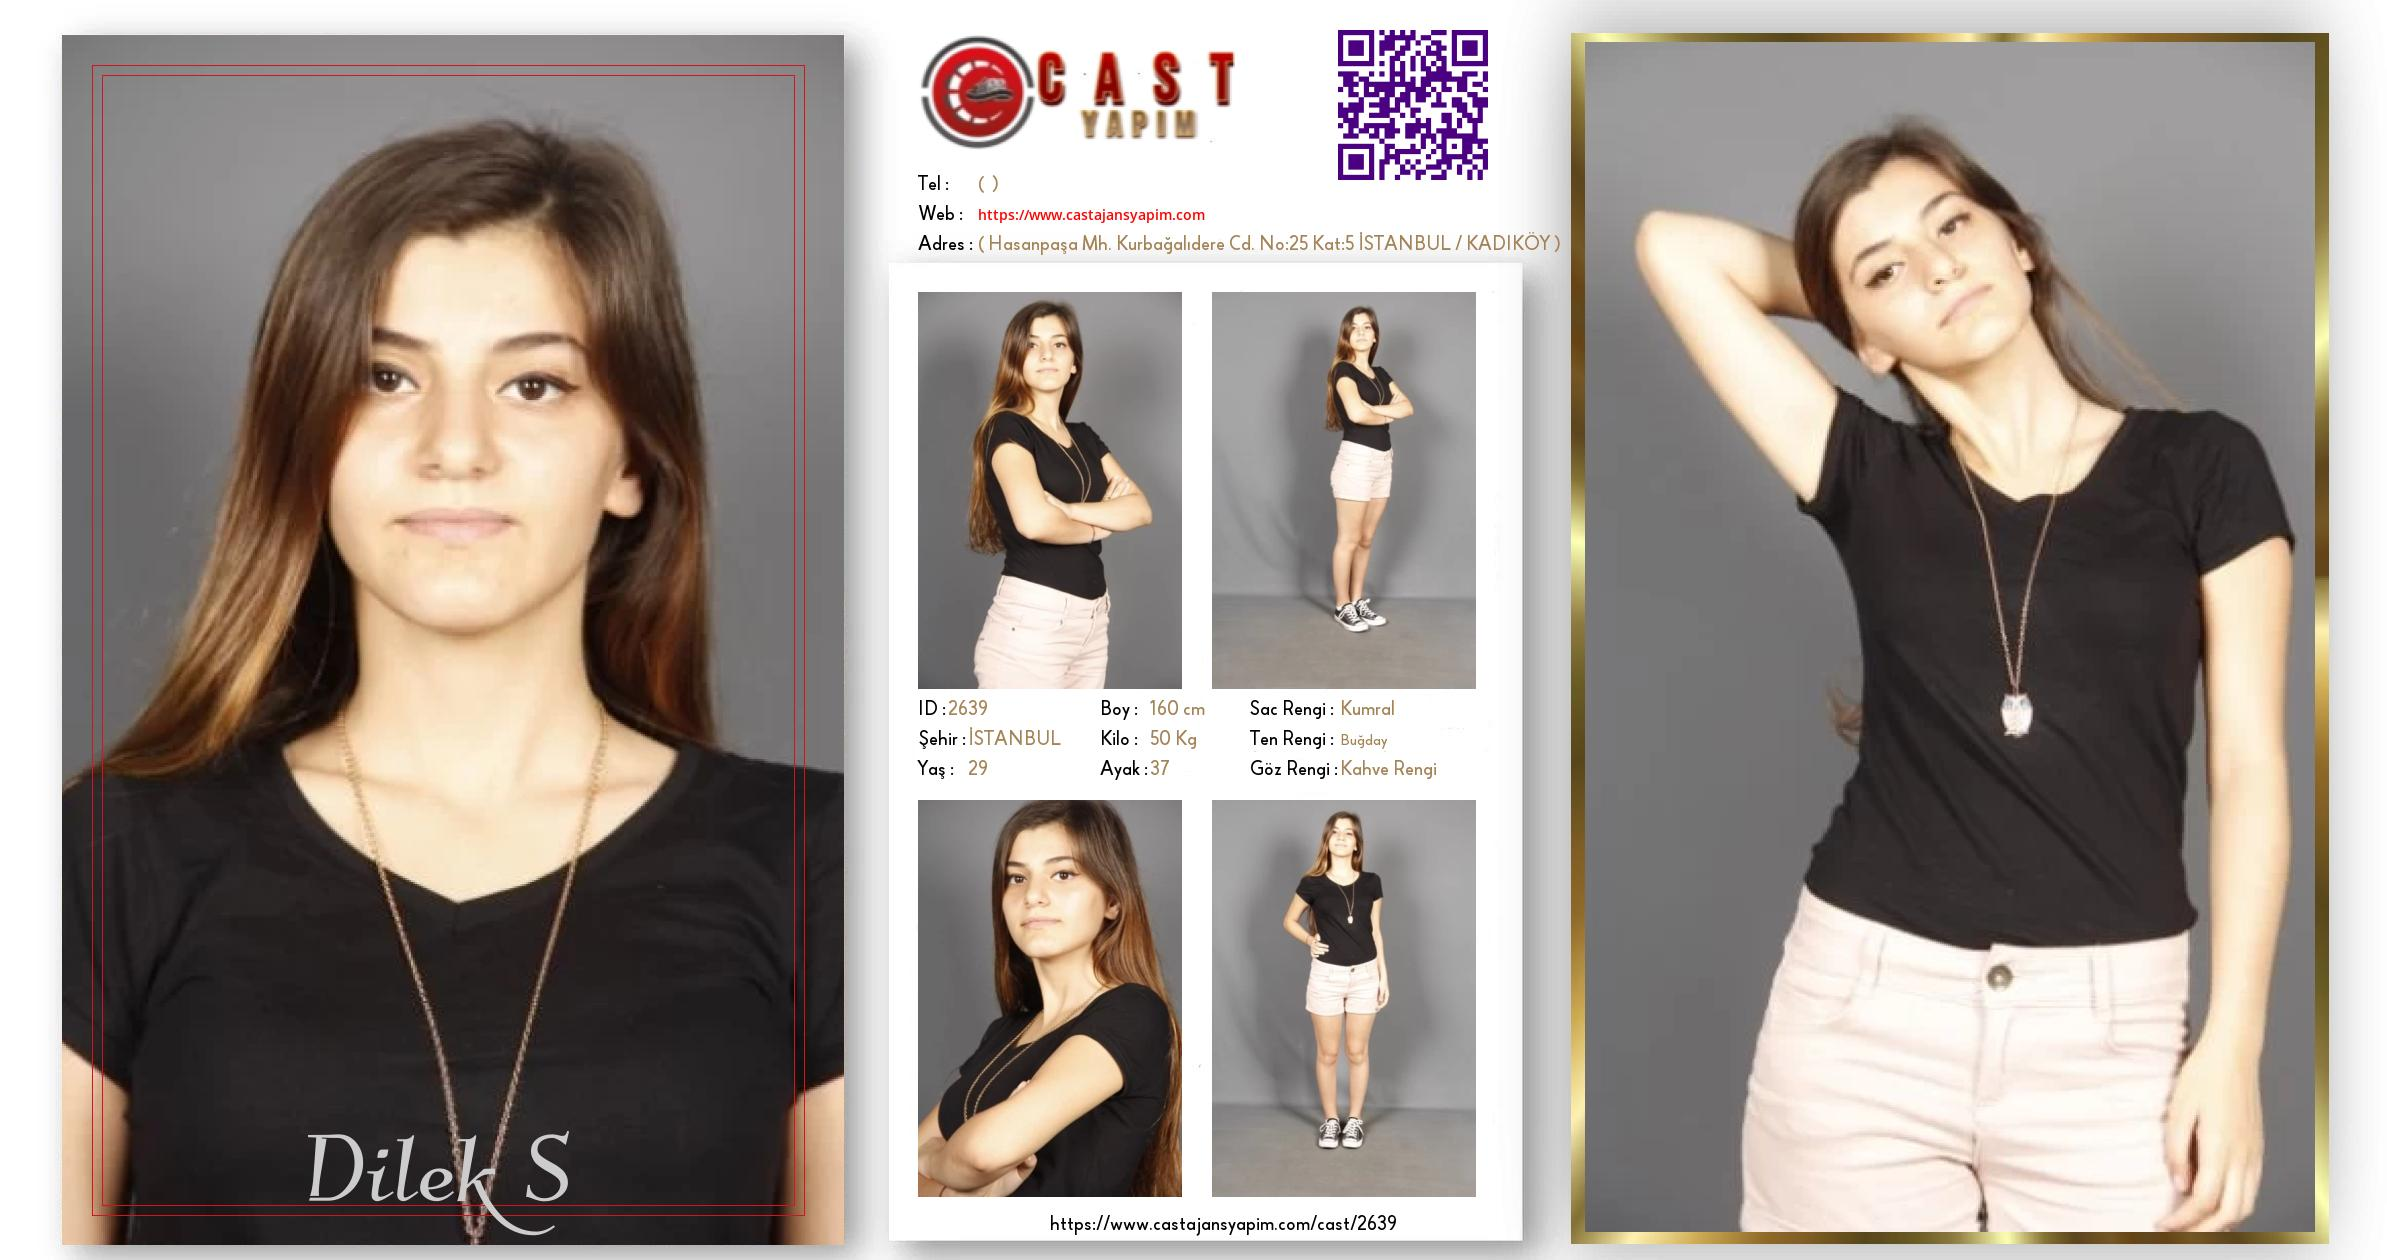 CAST
YAPIM
Tel : ( )
Web : https://www.castajansyapim.com
Adres : ( Hasanpaşa Mh. Kurbağalıdere Cd. No:25 Kat:5 İSTANBUL / KADIKÖY )
ID : 2639 Boy : 160 cm Sac Rengi : Kumral
Şehir : İSTANBUL Kilo : 50 Kg Ten Rengi : Buğday
Yaş : 29 Ayak : 37 Göz Rengi : Kahve Rengi
Dilek S
https://www.castajansyapim.com/cast/2639